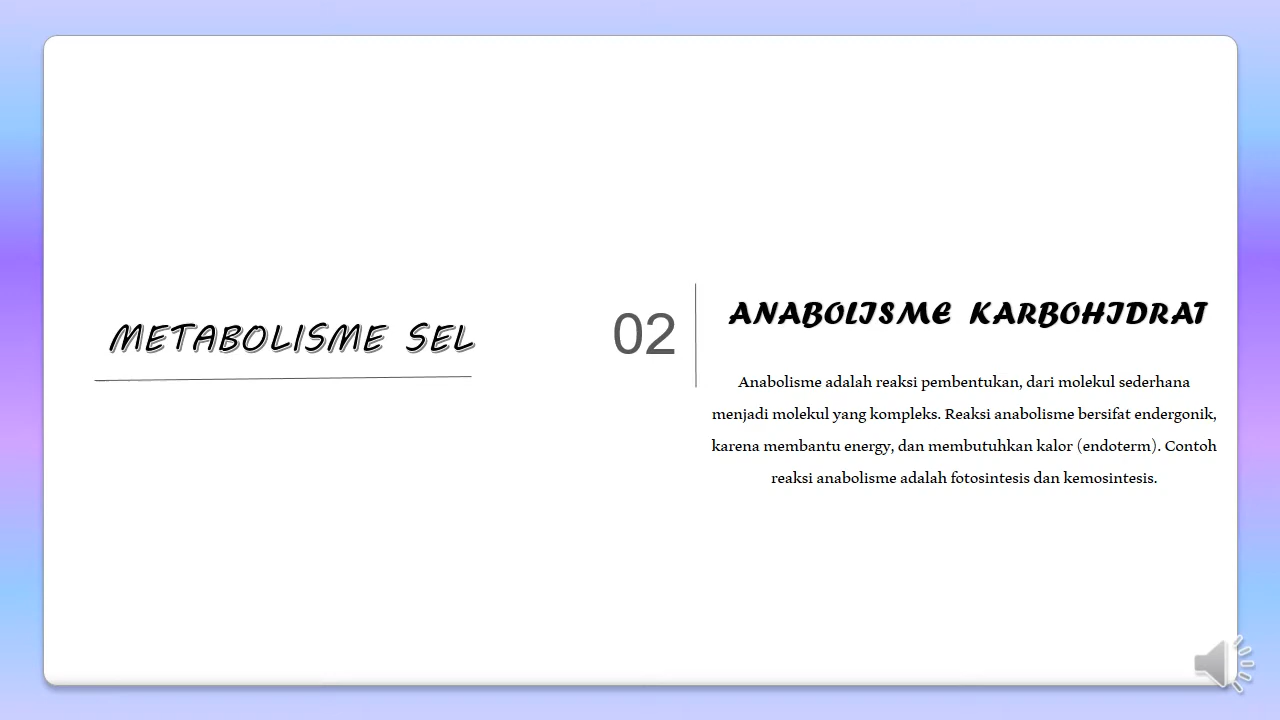 METABOLISME SEL
02
ANABOLISME KARBOHIDRAT
Anabolisme adalah reaksi pembentukan, dari molekul sederhana
menjadi molekul yang kompleks. Reaksi anabolisme bersifat endergonik,
karena membantu energy, dan membutuhkan kalor (endoterm). Contoh
reaksi anabolisme adalah fotosintesis dan kemosintesis.